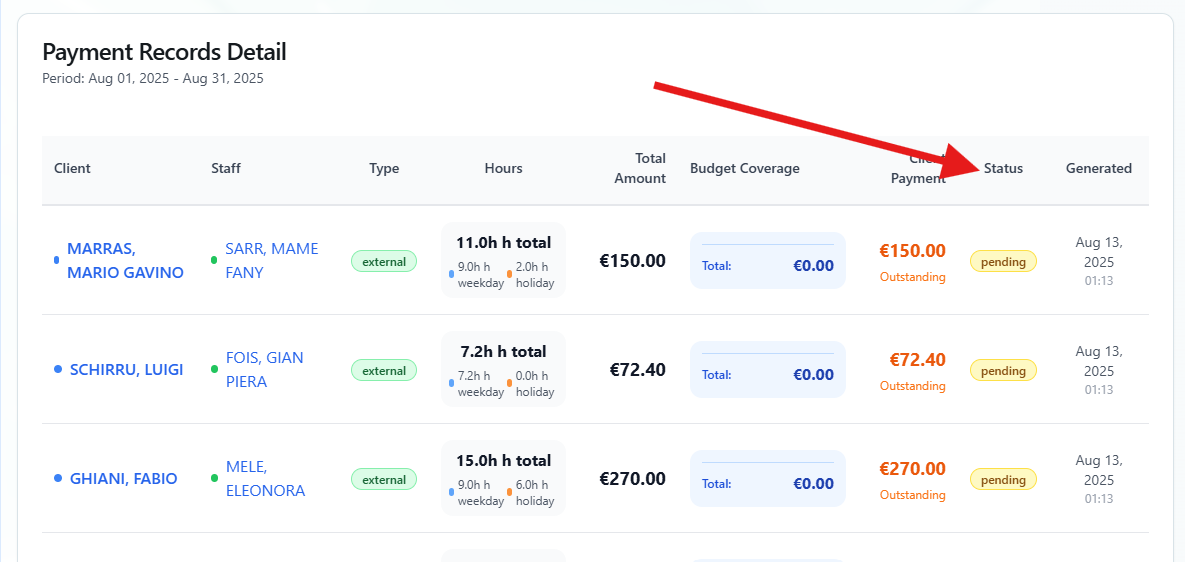 Payment Records Detail
Period: Aug 01, 2025 - Aug 31, 2025
Client Staff Type Hours Total Amount Budget Coverage Client Payment Status Generated
MARRAS, MARIO GAVINO
SARR, MAME FANY
external
11.0h h total
9.0h h weekday
2.0h h holiday
€150.00
Total: €0.00
€150.00
Outstanding
pending
Aug 13, 2025
01:13
SCHIRRU, LUIGI
FOIS, GIAN PIERA
external
7.2h h total
7.2h h weekday
0.0h h holiday
€72.40
Total: €0.00
€72.40
Outstanding
pending
Aug 13, 2025
01:13
GHIANI, FABIO
MELE, ELEONORA
external
15.0h h total
9.0h h weekday
6.0h h holiday
€270.00
Total: €0.00
€270.00
Outstanding
pending
Aug 13, 2025
01:13